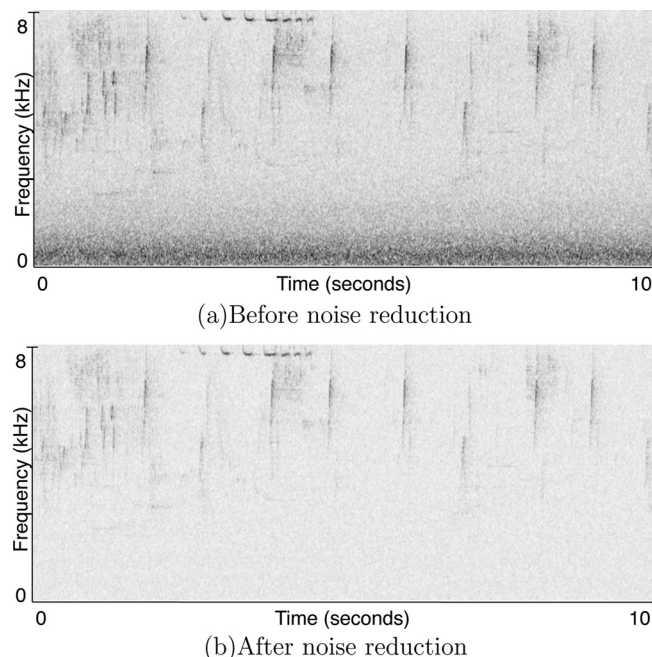 8
Frequency (kHz)
0
0 Time (seconds) 10
(a)Before noise reduction
8
Frequency (kHz)
0
0 Time (seconds) 10
(b)After noise reduction